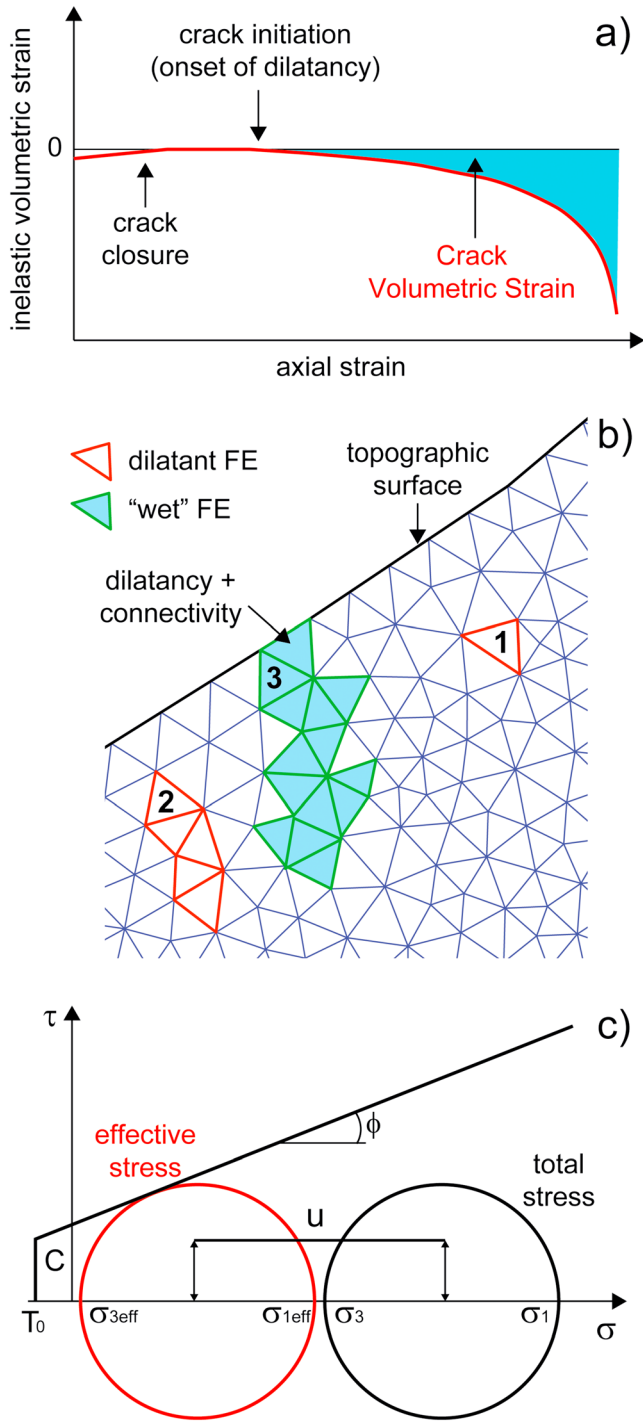 a)
crack initiation
(onset of dilatancy)
inelastic volumetric strain
0
crack
closure
Crack
Volumetric Strain
axial strain
b)
dilatant FE
“wet” FE
topographic
surface
dilatancy +
connectivity
1
3
2
c)
τ
ϕ
effective
stress
total
stress
u
C
T₀
σ3eff
σ1eff
σ3
σ1
σ